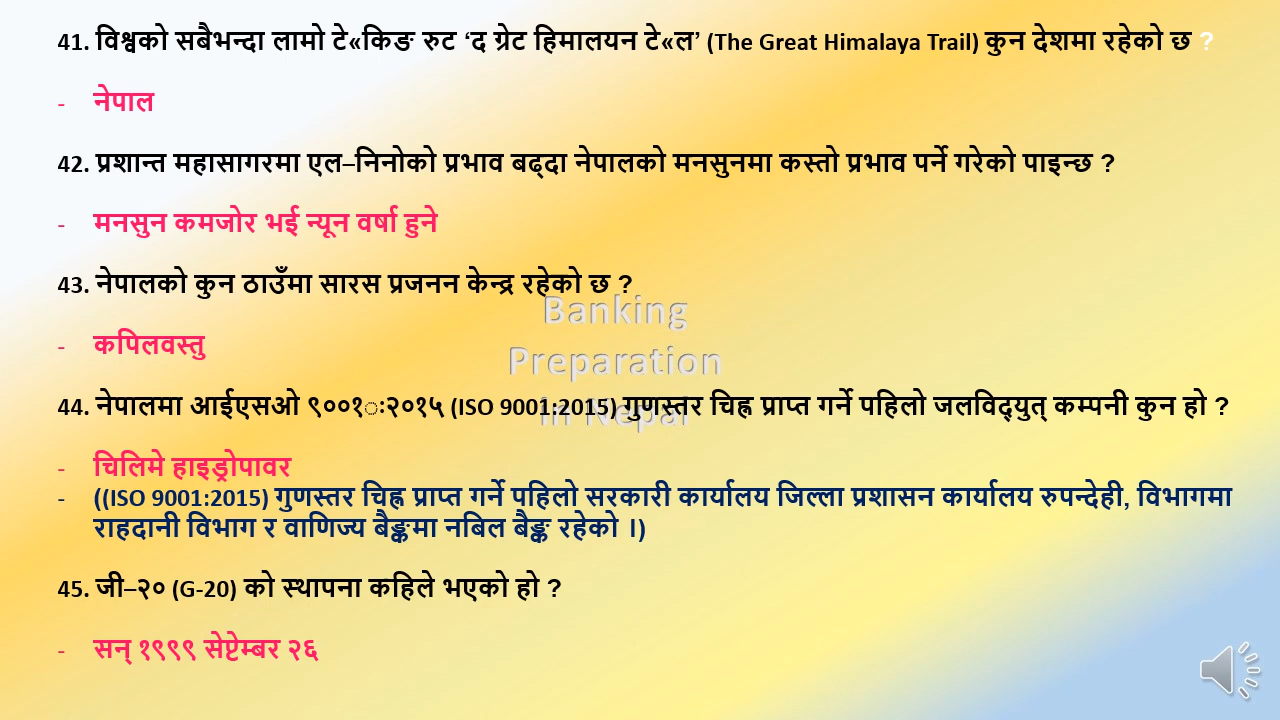 41. विश्वको सबैभन्दा लामो टे«किङ रुट ‘द ग्रेट हिमालयन टे«ल’ (The Great Himalaya Trail) कुन देशमा रहेको छ ?
- नेपाल
42. प्रशान्त महासागरमा एल–निनोको प्रभाव बढ्दा नेपालको मनसुनमा कस्तो प्रभाव पर्ने गरेको पाइन्छ ?
- मनसुन कमजोर भई न्यून वर्षा हुने
43. नेपालको कुन ठाउँमा सारस प्रजनन केन्द्र रहेको छ ?
- कपिलवस्तु
Banking
Preparation
in Nepal
44. नेपालमा आईएसओ ९००१ः२०१५ (ISO 9001:2015) गुणस्तर चिह्न प्राप्त गर्ने पहिलो जलविद्युत् कम्पनी कुन हो ?
- चिलिमे हाइड्रोपावर
- ((ISO 9001:2015) गुणस्तर चिह्न प्राप्त गर्ने पहिलो सरकारी कार्यालय जिल्ला प्रशासन कार्यालय रुपन्देही, विभागमा
राहदानी विभाग र वाणिज्य बैङ्कमा नबिल बैङ्क रहेको ।)
45. जी–२० (G-20) को स्थापना कहिले भएको हो ?
- सन् १९९९ सेप्टेम्बर २६